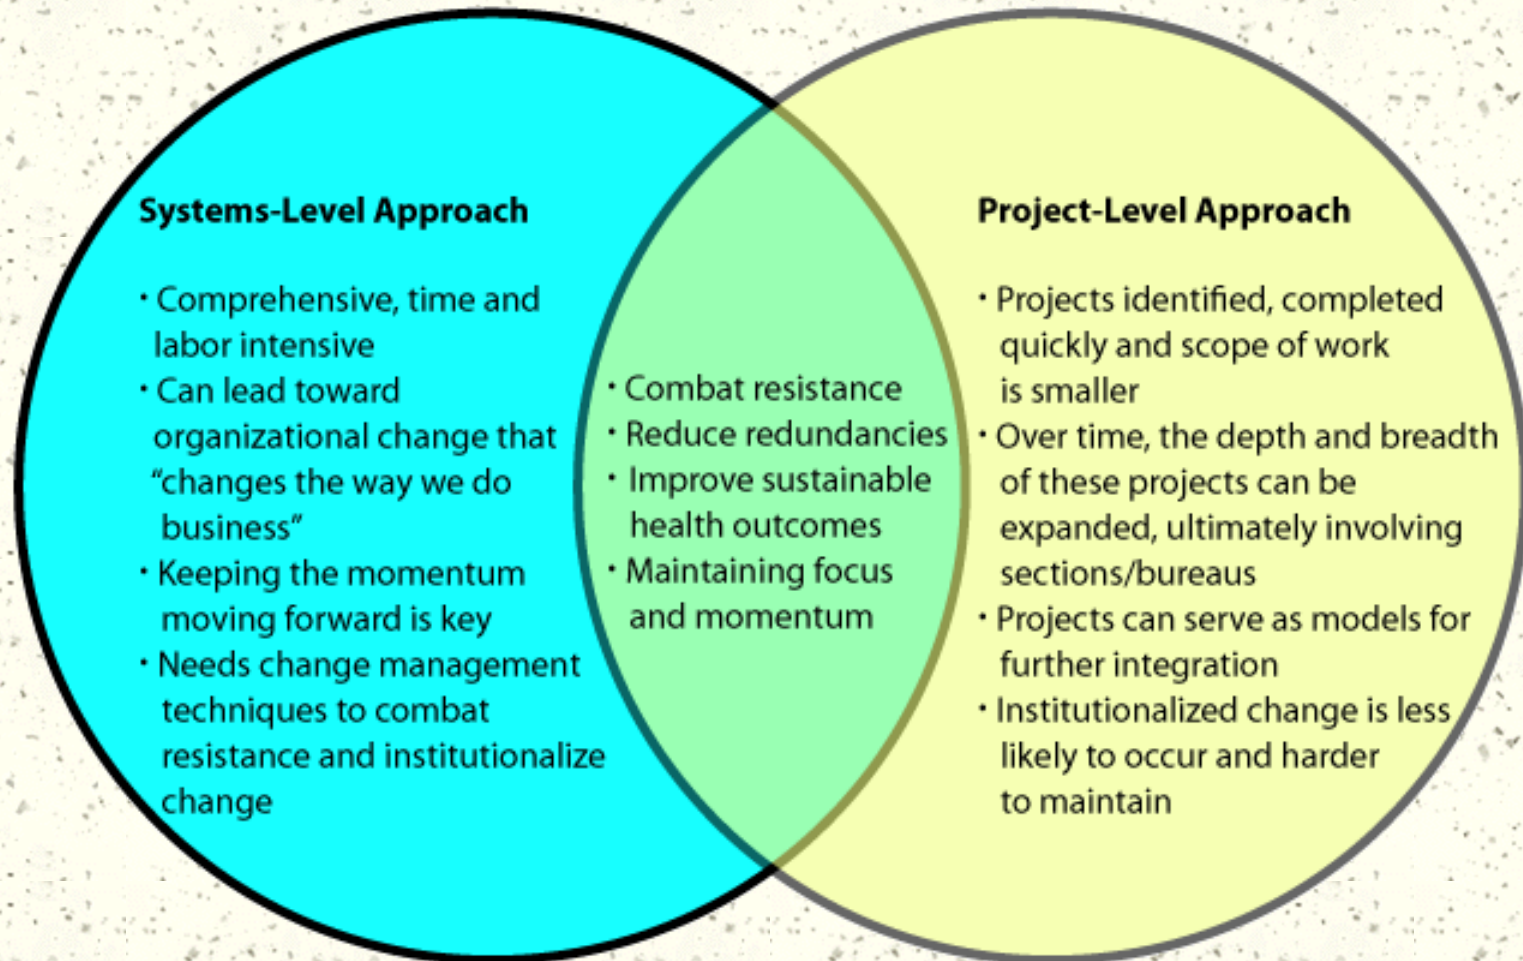 Systems-Level Approach
· Comprehensive, time and
labor intensive
· Can lead toward
organizational change that
“changes the way we do
business”
· Keeping the momentum
moving forward is key
· Needs change management
techniques to combat
resistance and institutionalize
change
· Combat resistance
· Reduce redundancies
· Improve sustainable
health outcomes
· Maintaining focus
and momentum
Project-Level Approach
· Projects identified, completed
quickly and scope of work
is smaller
· Over time, the depth and breadth
of these projects can be
expanded, ultimately involving
sections/bureaus
· Projects can serve as models for
further integration
· Institutionalized change is less
likely to occur and harder
to maintain